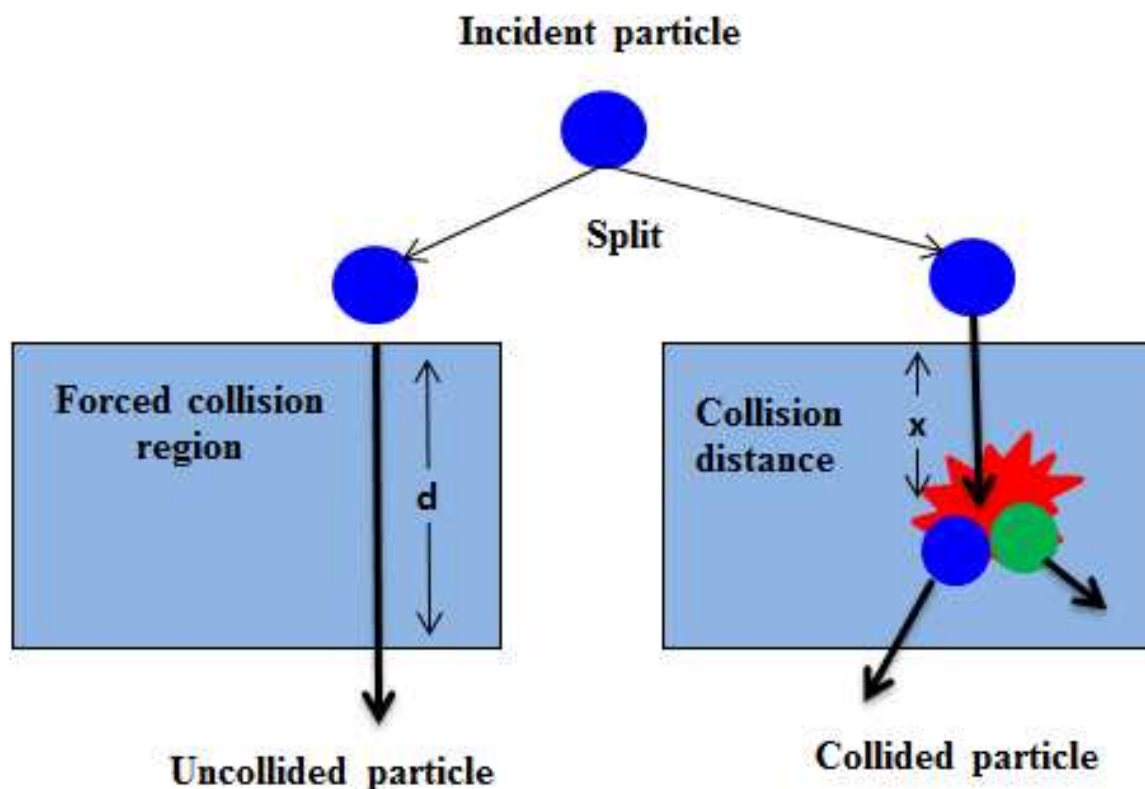 Incident particle
Split
Forced collision
region
d
Collision
distance
x
Uncollided particle
Collided particle